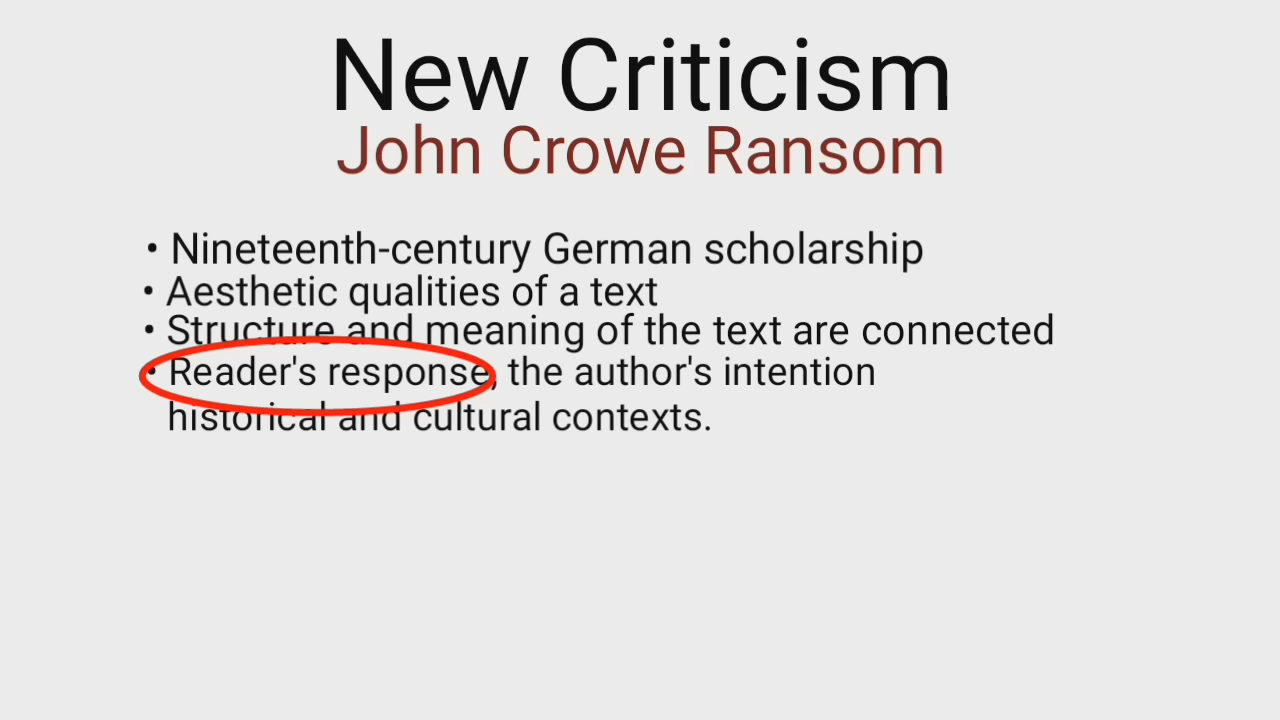 New Criticism
John Crowe Ransom
• Nineteenth-century German scholarship
• Aesthetic qualities of a text
• Structure and meaning of the text are connected
• Reader's response, the author's intention
historical and cultural contexts.